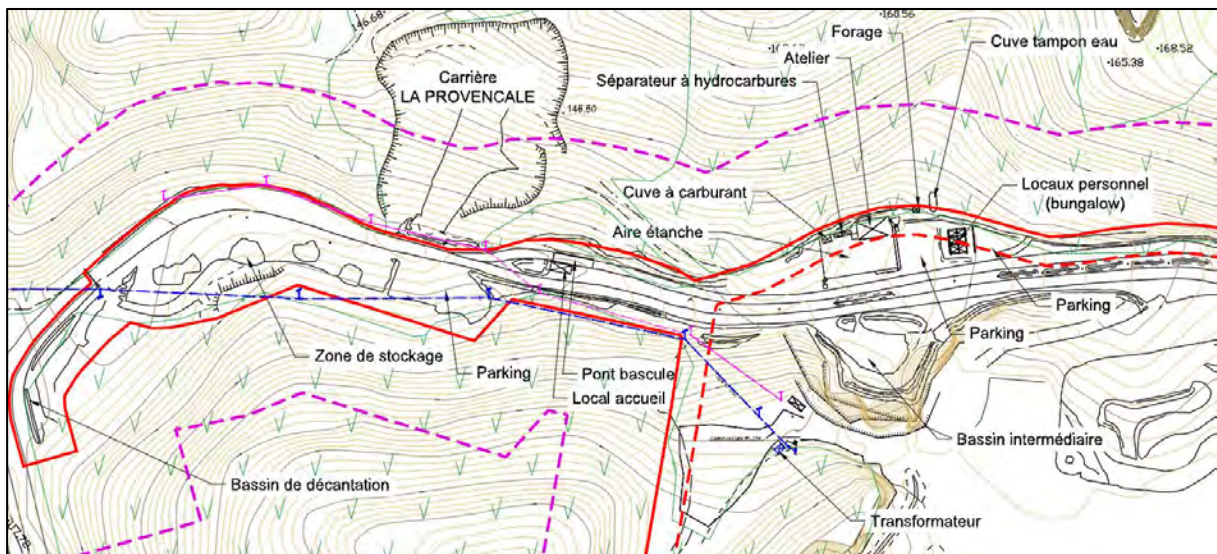 146.68
160.56
Forage
Cuve tampon eau
Atelier
168.52
165.38
Carrière
LA PROVENCALE
Séparateur à hydrocarbures
148.60
Cuve à carburant
Locaux personnel
(bungalow)
Aire étanche
Parking
Zone de stockage
Parking
Pont bascule
Parking
Local accueil
Bassin intermédiaire
Bassin de décantation
Transformateur